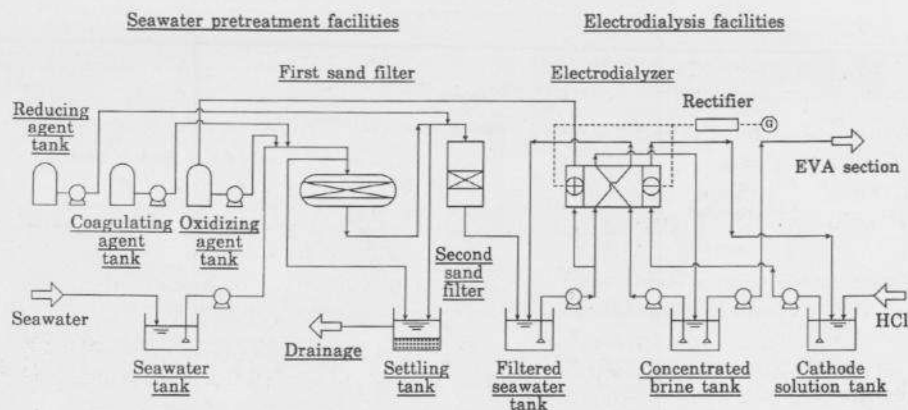 Seawater pretreatment facilities
Electrodialysis facilities
First sand filter
Electrodialyzer
Reducing
agent
tank
Rectifier
G
EVA section
Coagulating
agent
tank
Oxidizing
agent tank
Second
sand
filter
Seawater
HCl
Drainage
Seawater
tank
Settling
tank
Filtered
seawater
tank
Concentrated
brine tank
Cathode
solution tank